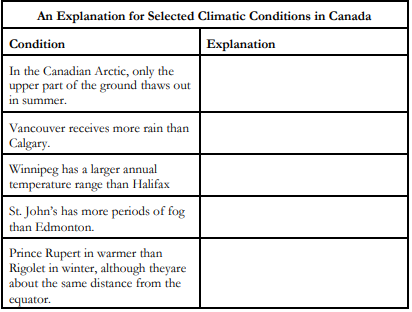 An Explanation for Selected Climatic Conditions in Canada
Condition
Explanation
In the Canadian Arctic, only the
upper part of the ground thaws out
in summer.
Vancouver receives more rain than
Calgary.
Winnipeg has a larger annual
temperature range than Halifax
St. John's has more periods of fog
than Edmonton.
Prince Rupert in warmer than
Rigolet in winter, although theyare
about the same distance from the
equator.